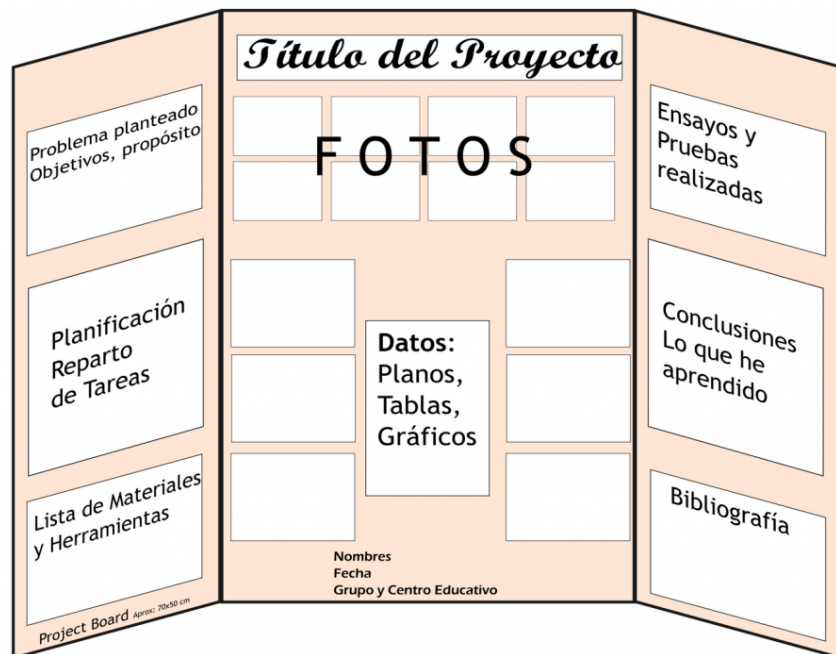 Título del Proyecto
FOTOS
Problema planteado
Objetivos, propósito
Planificación
Reparto
de Tareas
Lista de Materiales
y Herramientas
Project Board Aprox: 70x50 cm
Datos:
Planos,
Tablas,
Gráficos
Nombres
Fecha
Grupo y Centro Educativo
Ensayos y
Pruebas
realizadas
Conclusiones
Lo que he
aprendido
Bibliografía